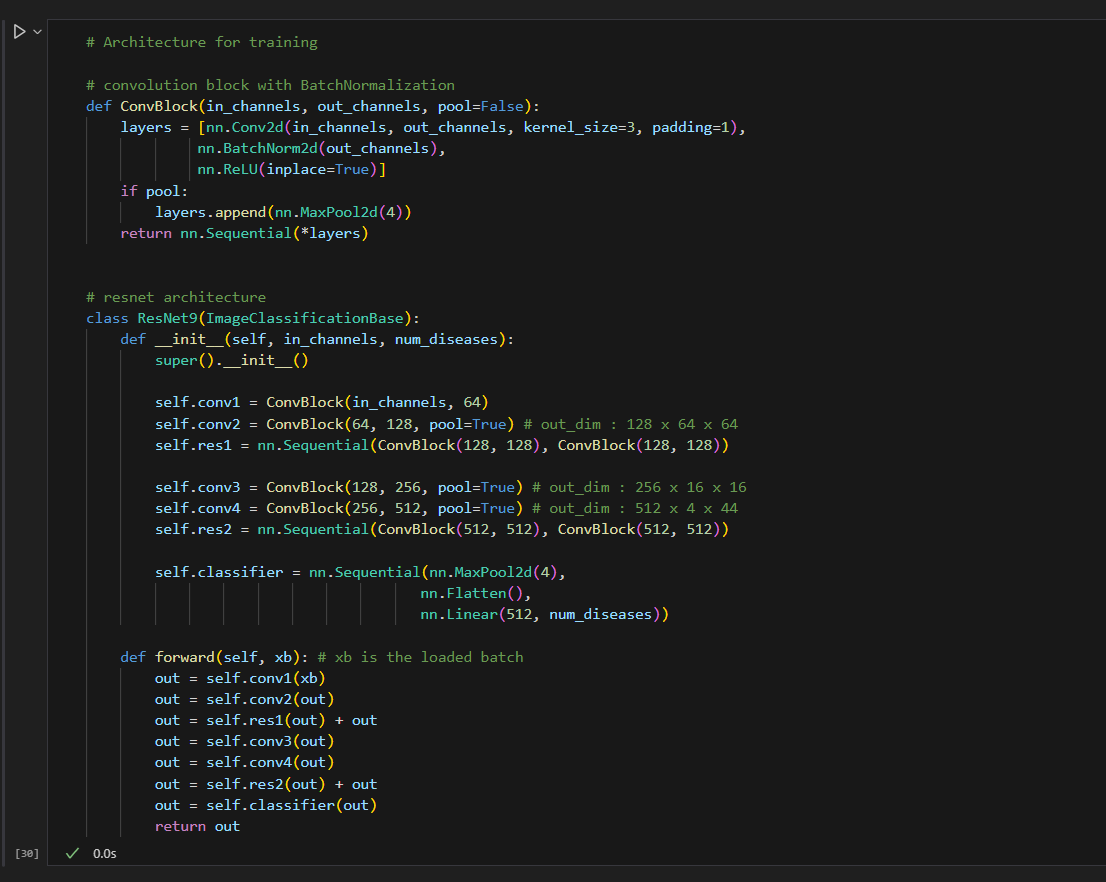 # Architecture for training
# convolution block with BatchNormalization
def ConvBlock(in_channels, out_channels, pool=False):
    layers = [nn.Conv2d(in_channels, out_channels, kernel_size=3, padding=1),
             nn.BatchNorm2d(out_channels),
             nn.ReLU(inplace=True)]
    if pool:
        layers.append(nn.MaxPool2d(4))
    return nn.Sequential(*layers)
# resnet architecture
class ResNet9(ImageClassificationBase):
    def __init__(self, in_channels, num_diseases):
        super().__init__()
        self.conv1 = ConvBlock(in_channels, 64)
        self.conv2 = ConvBlock(64, 128, pool=True) # out_dim : 128 x 64 x 64
        self.res1 = nn.Sequential(ConvBlock(128, 128), ConvBlock(128, 128))
        self.conv3 = ConvBlock(128, 256, pool=True) # out_dim : 256 x 16 x 16
        self.conv4 = ConvBlock(256, 512, pool=True) # out_dim : 512 x 4 x 44
        self.res2 = nn.Sequential(ConvBlock(512, 512), ConvBlock(512, 512))
        self.classifier = nn.Sequential(nn.MaxPool2d(4),
                                       nn.Flatten(),
                                       nn.Linear(512, num_diseases))
    def forward(self, xb): # xb is the loaded batch
        out = self.conv1(xb)
        out = self.conv2(out)
        out = self.res1(out) + out
        out = self.conv3(out)
        out = self.conv4(out)
        out = self.res2(out) + out
        out = self.classifier(out)
        return out
[30] ✓ 0.0s